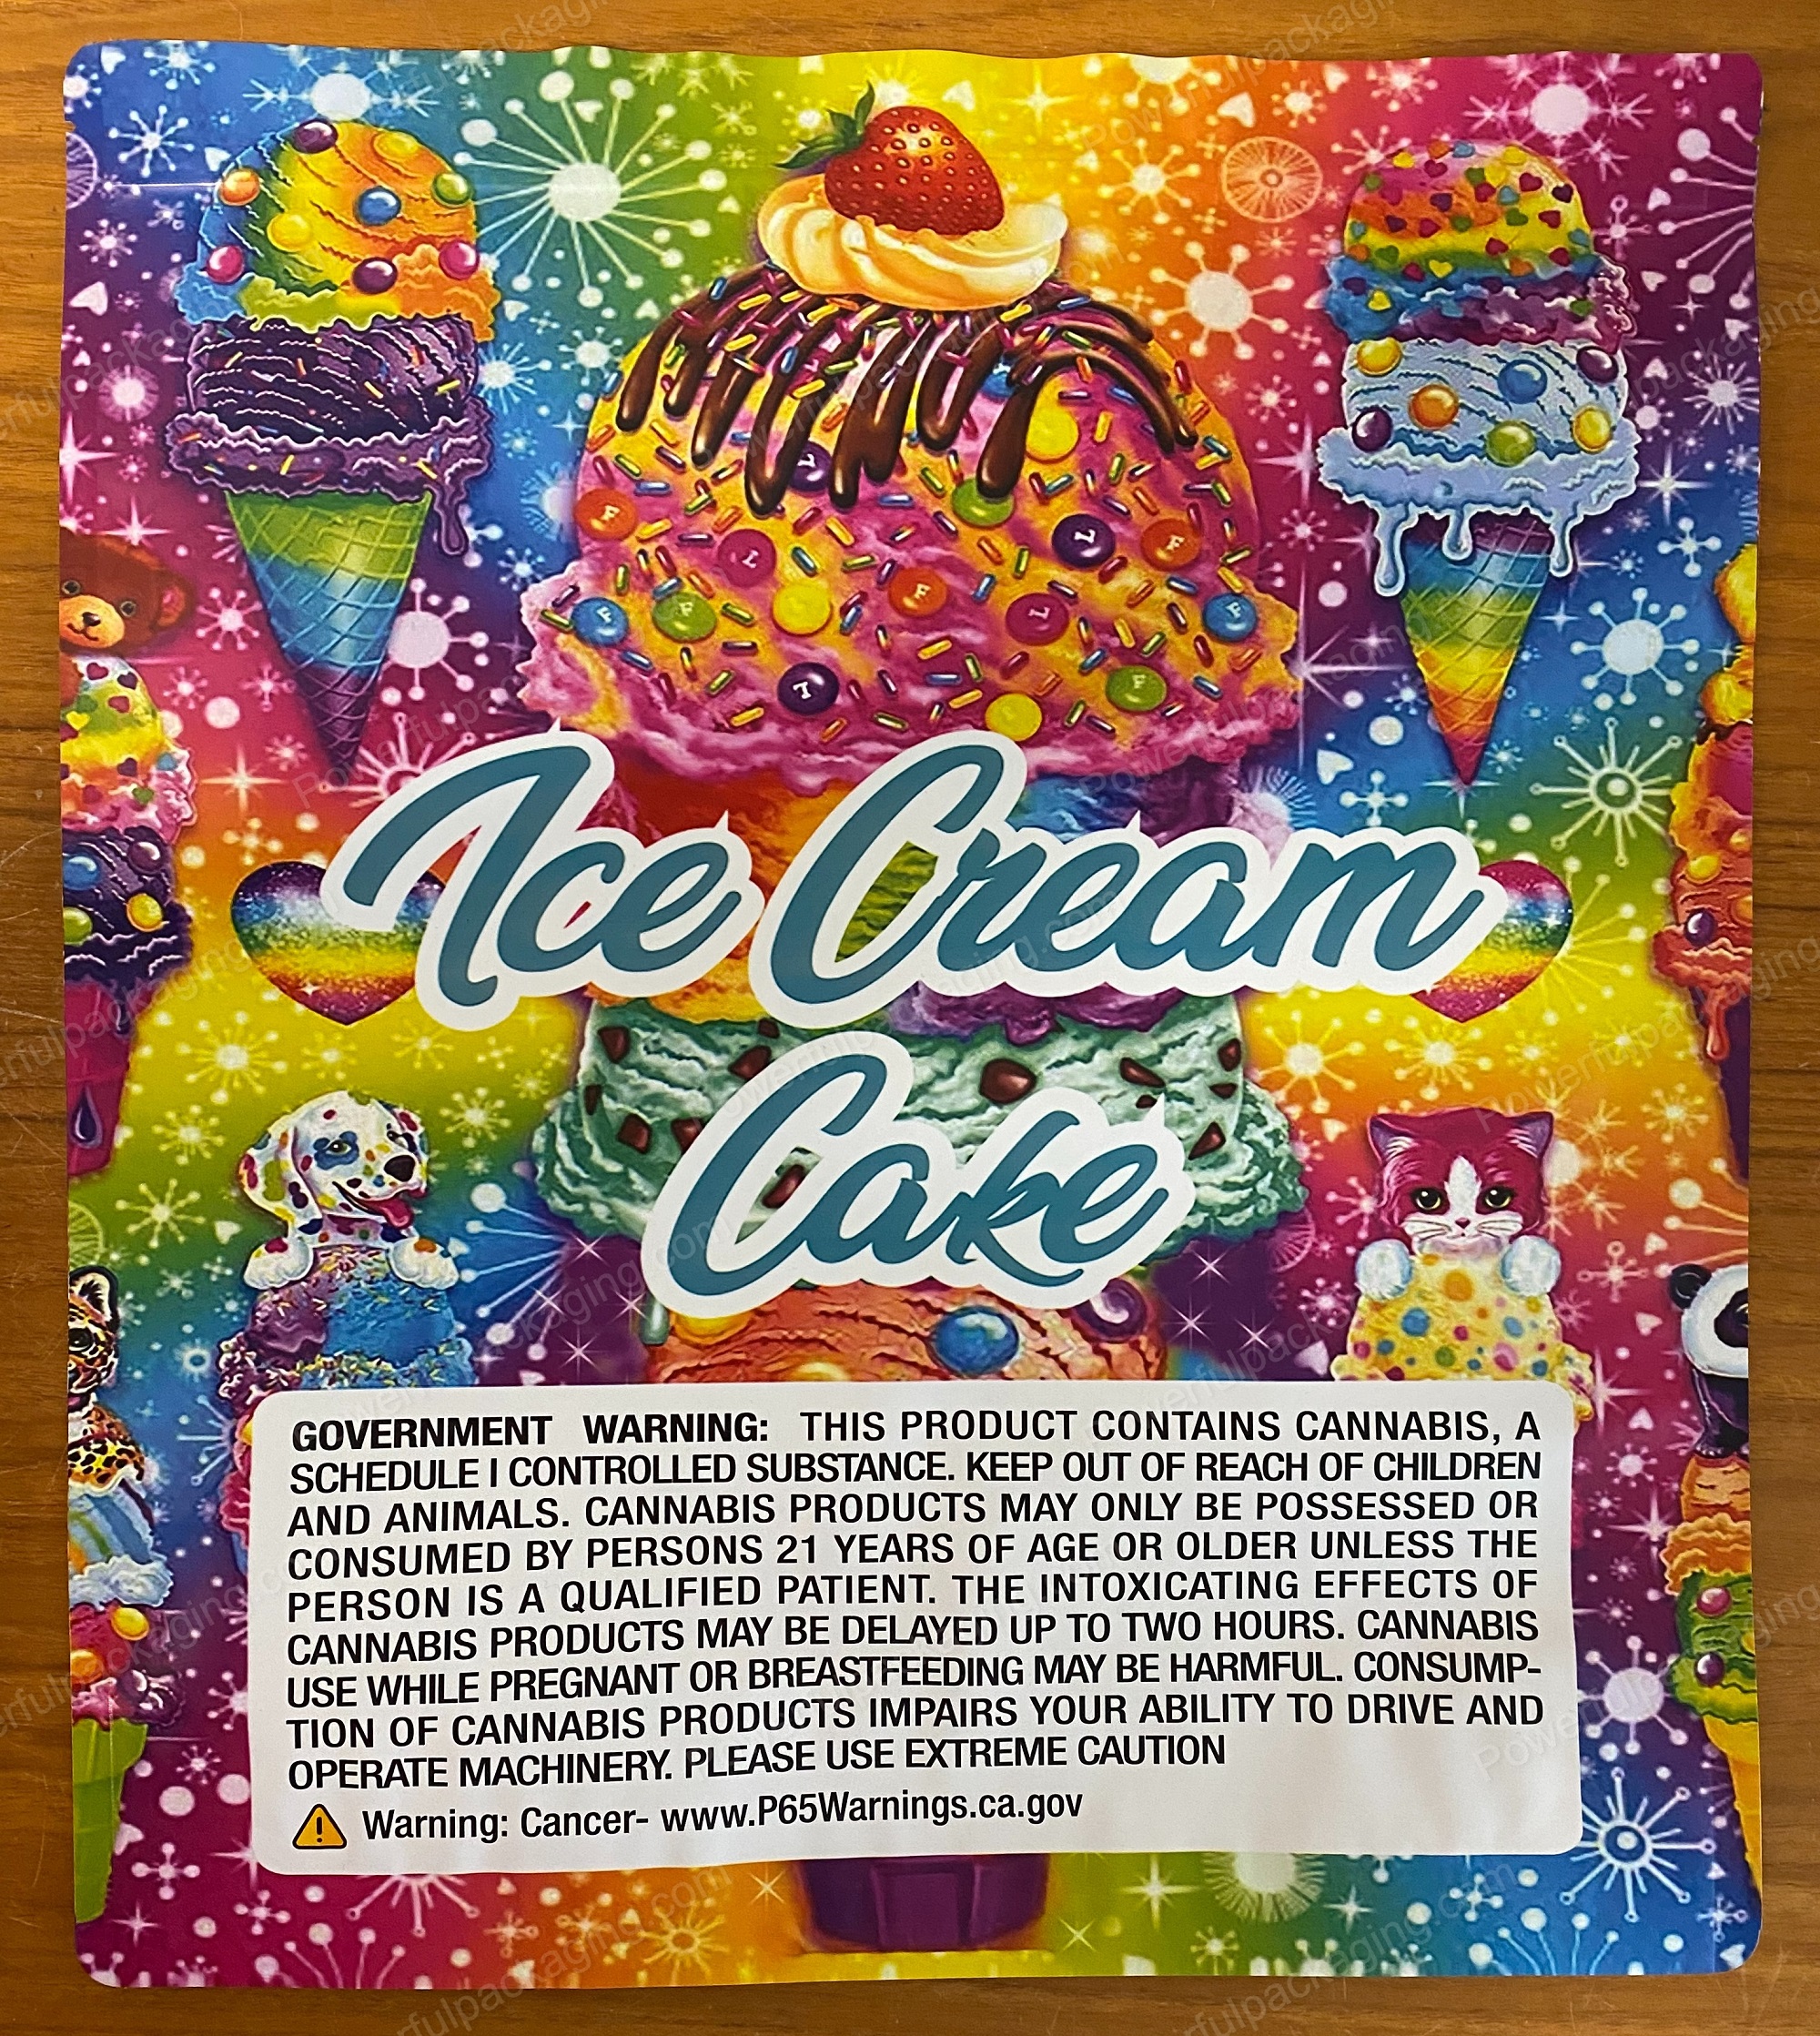 Ice Cream
Cake
GOVERNMENT WARNING: THIS PRODUCT CONTAINS CANNABIS, A
SCHEDULE I CONTROLLED SUBSTANCE. KEEP OUT OF REACH OF CHILDREN
AND ANIMALS. CANNABIS PRODUCTS MAY ONLY BE POSSESSED OR
CONSUMED BY PERSONS 21 YEARS OF AGE OR OLDER UNLESS THE
PERSON IS A QUALIFIED PATIENT. THE INTOXICATING EFFECTS OF
CANNABIS PRODUCTS MAY BE DELAYED UP TO TWO HOURS. CANNABIS
USE WHILE PREGNANT OR BREASTFEEDING MAY BE HARMFUL. CONSUMP-
TION OF CANNABIS PRODUCTS IMPAIRS YOUR ABILITY TO DRIVE AND
OPERATE MACHINERY. PLEASE USE EXTREME CAUTION
Warning: Cancer- www.P65Warnings.ca.gov
Powerfulpackaging.com